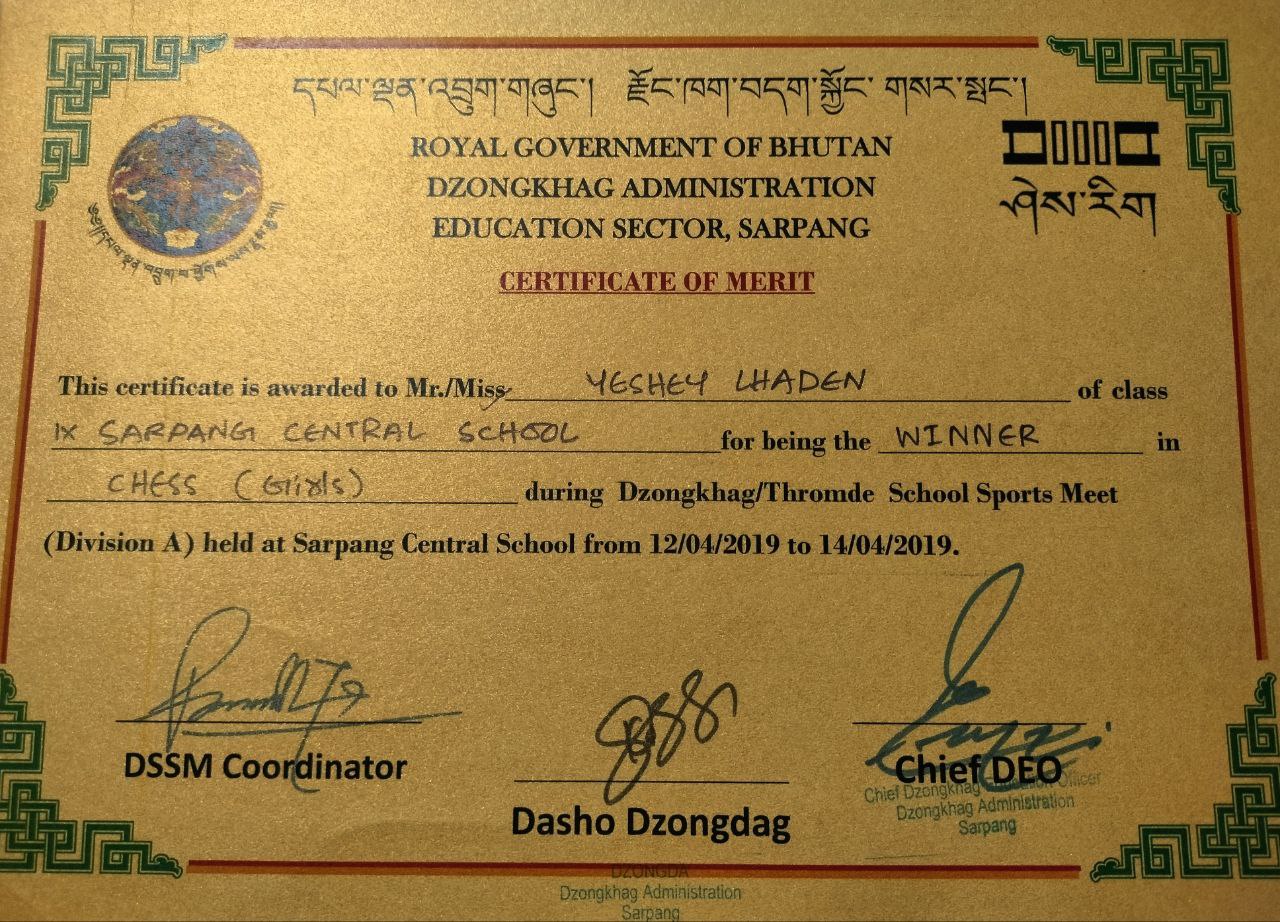 དཔལ་ལྡན་འབྲུག་གཞུང་། རྫོང་ཁག་བདག་སྐྱོང་ གསར་སྤང་།
ROYAL GOVERNMENT OF BHUTAN
DZONGKHAG ADMINISTRATION
EDUCATION SECTOR, SARPANG
ཤེས་རིག
CERTIFICATE OF MERIT
This certificate is awarded to Mr./Miss YESHEY LHADEN of class
IX SARPANG CENTRAL SCHOOL for being the WINNER in
CHESS (Girls) during Dzongkhag/Thromde School Sports Meet
(Division A) held at Sarpang Central School from 12/04/2019 to 14/04/2019.
DSSM Coordinator
Dasho Dzongdag
Chief DEO
Chief Dzongkhag Education Officer
Dzongkhag Administration
Sarpang
DZONGDA
Dzongkhag Administration
Sarpang